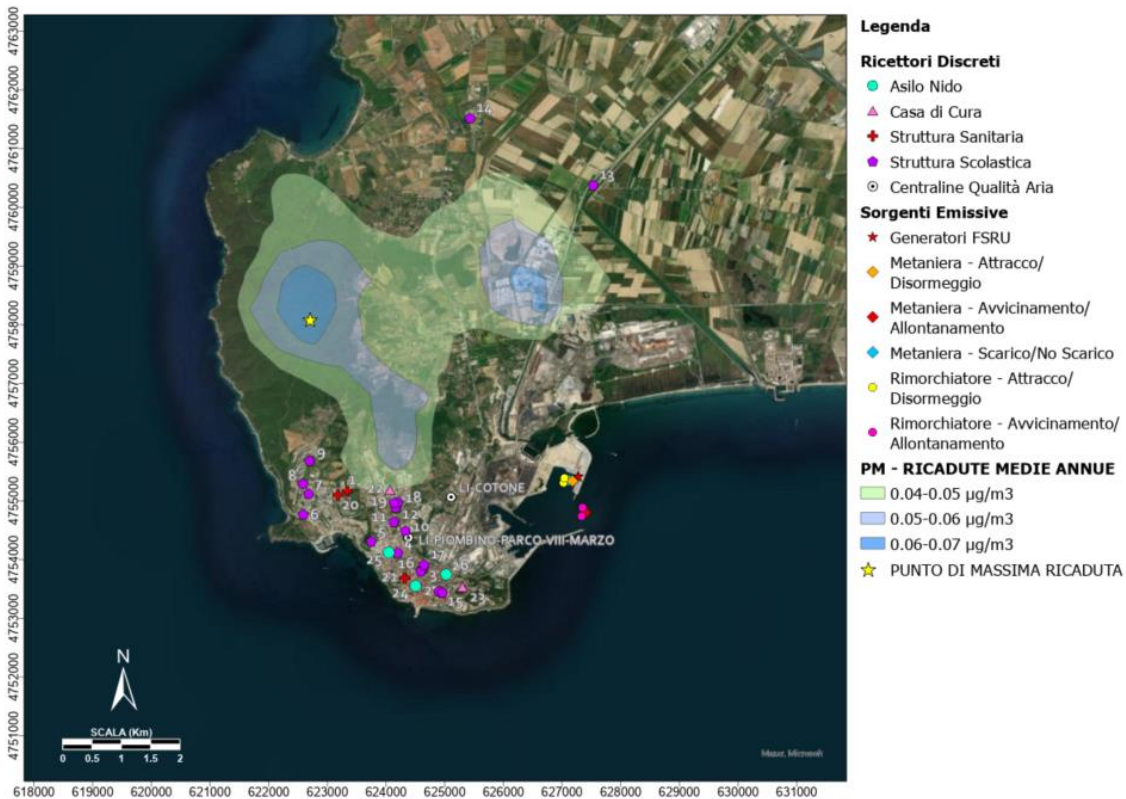 4763000
4762000
4761000
4760000
4759000
4758000
4757000
4756000
4755000
4754000
4753000
4752000
4751000
618000
619000
620000
621000
622000
623000
624000
625000
626000
627000
628000
629000
630000
631000
14
13
9
8
7
6
1
20
22
19
18
LI-COTONE
11
12
10
5
LI-PIOMBINO-PARCO-VIII-MARZO
4
17
25
16
26
21
3
24
2
15
23
N
SCALA (Km)
0 0.5 1 1.5 2
Maxar, Microsoft
Legenda
Ricettori Discreti
Asilo Nido
Casa di Cura
Struttura Sanitaria
Struttura Scolastica
Centraline Qualità Aria
Sorgenti Emissive
Generatori FSRU
Metaniera - Attracco/
Disormeggio
Metaniera - Avvicinamento/
Allontanamento
Metaniera - Scarico/No Scarico
Rimorchiatore - Attracco/
Disormeggio
Rimorchiatore - Avvicinamento/
Allontanamento
PM - RICADUTE MEDIE ANNUE
0.04-0.05 µg/m3
0.05-0.06 µg/m3
0.06-0.07 µg/m3
PUNTO DI MASSIMA RICADUTA